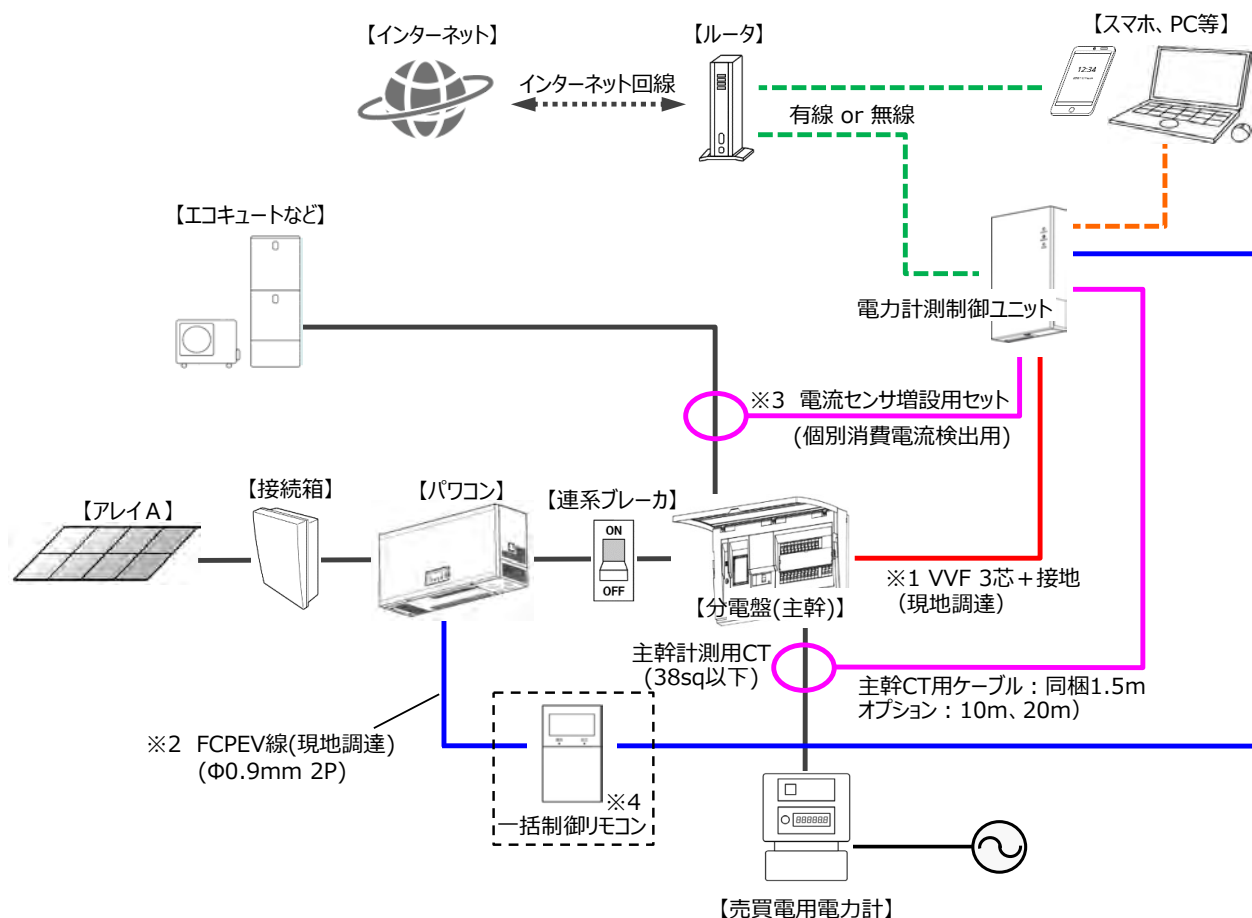 【インターネット】
【ルータ】
【スマホ、PC等】
12:34
インターネット回線
有線 or 無線
【エコキュートなど】
電力計測制御ユニット
※3 電流センサ増設用セット
(個別消費電流検出用)
【アレイA】
【接続箱】
【パワコン】
【連系ブレーカ】
ON
OFF
【分電盤(主幹)】
※1 VVF 3芯＋接地
(現地調達）
主幹計測用CT
(38sq以下)
主幹CT用ケーブル：同梱1.5m
オプション：10m、20m）
※2 FCPEV線(現地調達)
(Φ0.9mm 2P)
※4
一括制御リモコン
888888
【売買電用電力計】